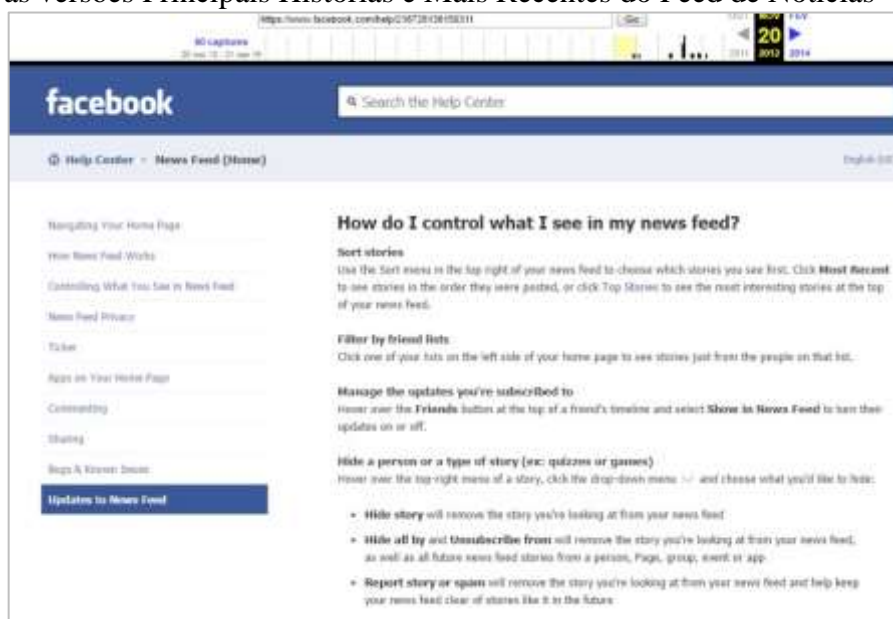 as versões Principais Histórias e Mais Recentes do Feed de Notícias
Go
NOV
FEV
60 captures
20
2011 2012 2014
facebook
Search the Help Center
Help Center
News Feed (Home)
English (US)
Navigating Your Home Page
How News Feed Works
Controlling What You See in News Feed
News Feed Privacy
Ticker
Apps on Your Home Page
Commenting
Sharing
Bugs & Known Issues
Updates to News Feed
How do I control what I see in my news feed?
Sort stories
Use the Sort menu in the top right of your news feed to choose which stories you see first. Click Most Recent
to see stories in the order they were posted, or click Top Stories to see the most interesting stories at the top
of your news feed.
Filter by friend lists
Click one of your lists on the left side of your home page to see stories just from the people on that list.
Manage the updates you're subscribed to
Hover over the Friends button at the top of a friend's timeline and select Show in News Feed to turn their
updates on or off.
Hide a person or a type of story (ex: quizzes or games)
Hover over the top-right menu of a story, click the drop-down menu and choose what you'd like to hide:
• Hide story will remove the story you're looking at from your news feed
• Hide all by and Unsubscribe from will remove the story you're looking at from your news feed,
as well as all future news feed stories from a person, Page, group, event or app
• Report story or spam will remove the story you're looking at from your news feed and help keep
your news feed clear of stories like it in the future